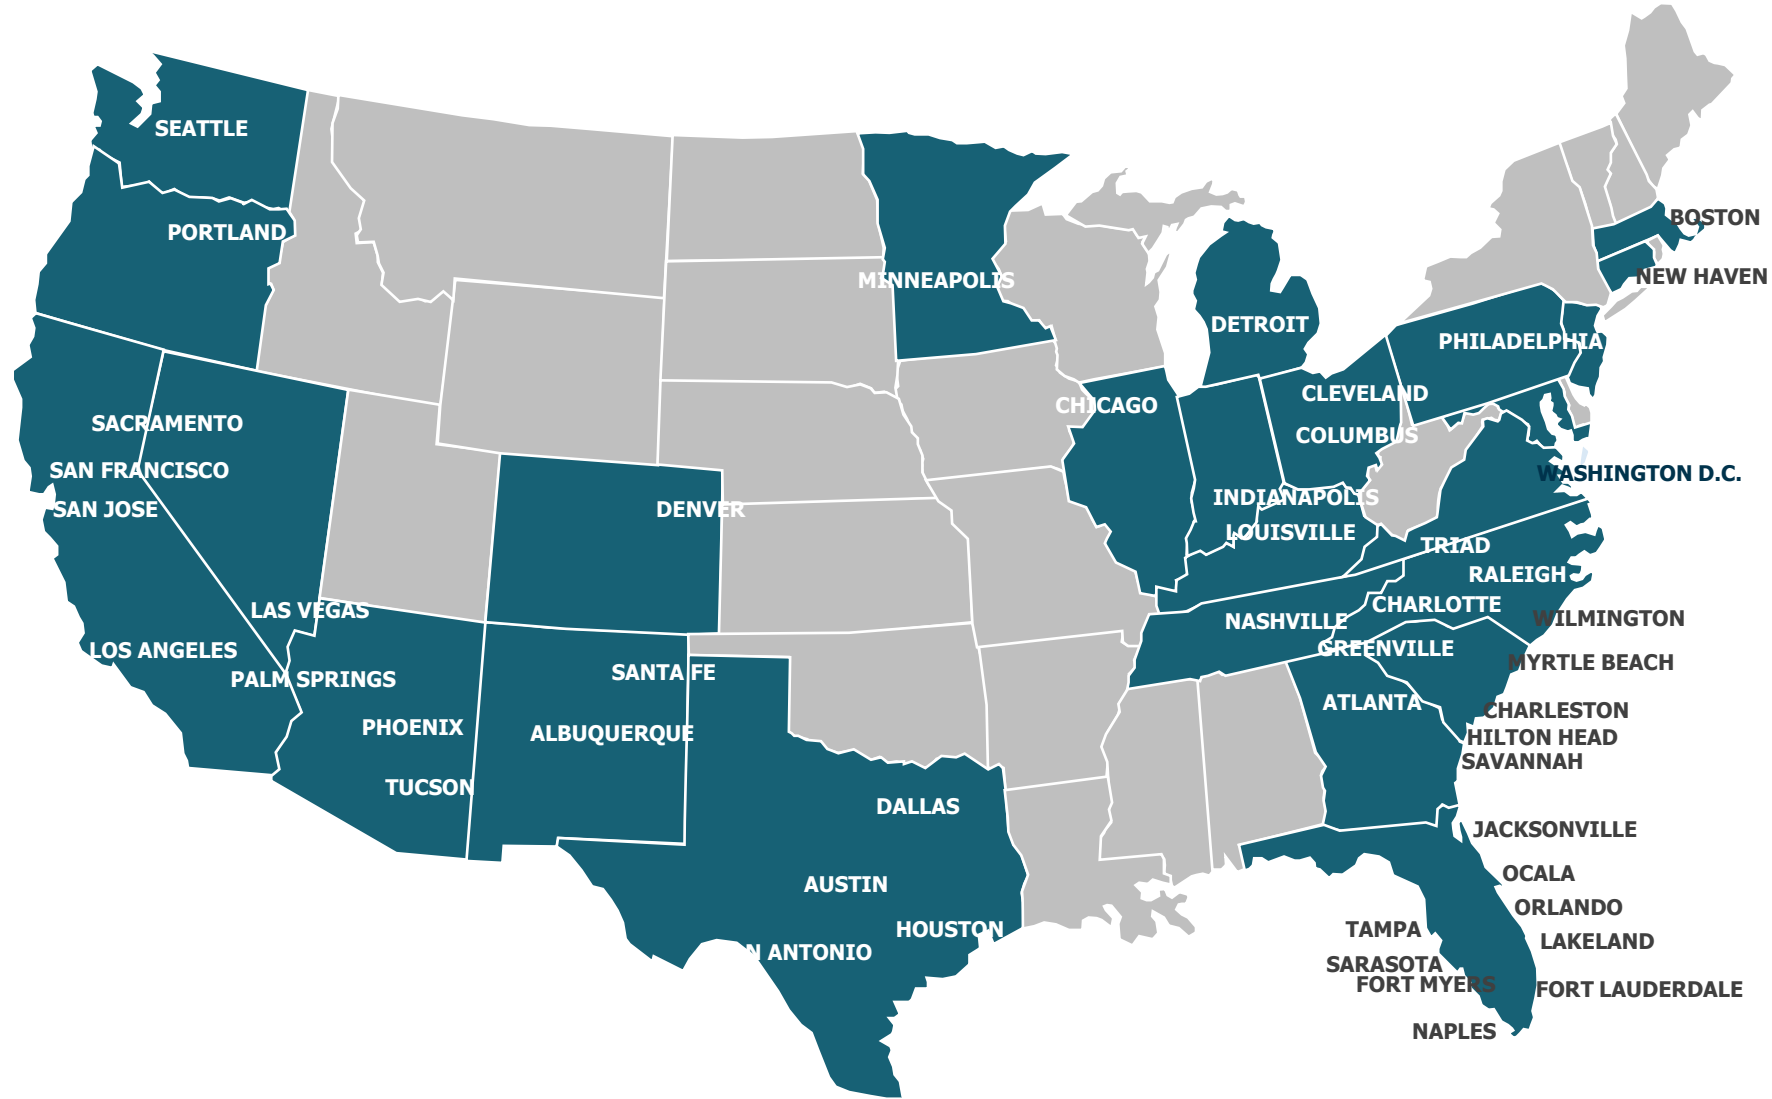 SEATTLE
PORTLAND
BOSTON
NEW HAVEN
MINNEAPOLIS
DETROIT
PHILADELPHIA
CLEVELAND
CHICAGO
SACRAMENTO
COLUMBUS
SAN FRANCISCO
WASHINGTON D.C.
INDIANAPOLIS
SAN JOSE
DENVER
LOUISVILLE
TRIAD
RALEIGH
CHARLOTTE
LAS VEGAS
WILMINGTON
NASHVILLE
LOS ANGELES
GREENVILLE
MYRTLE BEACH
SANTA FE
PALM SPRINGS
ATLANTA
CHARLESTON
PHOENIX
ALBUQUERQUE
HILTON HEAD
SAVANNAH
TUCSON
DALLAS
JACKSONVILLE
OCALA
AUSTIN
ORLANDO
HOUSTON
TAMPA
LAKELAND
N ANTONIO
SARASOTA
FORT MYERS
FORT LAUDERDALE
NAPLES